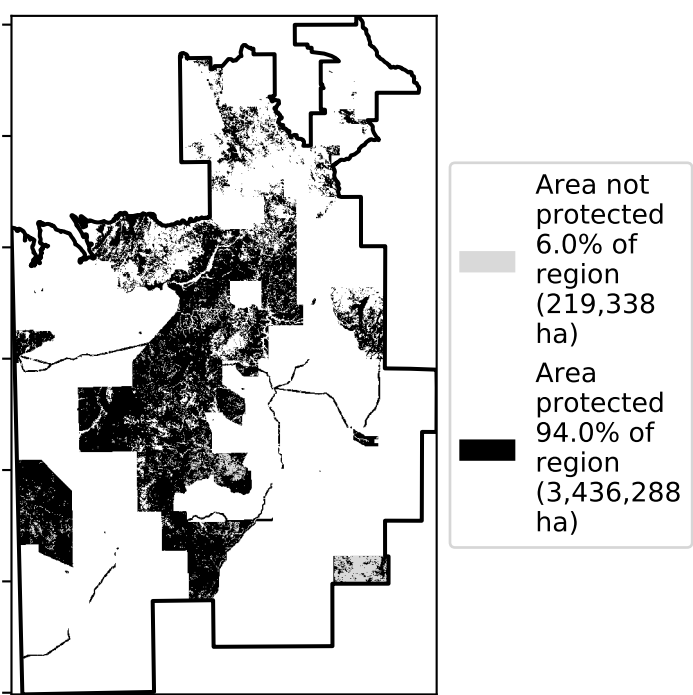 Area not
protected
6.0% of
region
(219,338
ha)
Area
protected
94.0% of
region
(3,436,288
ha)